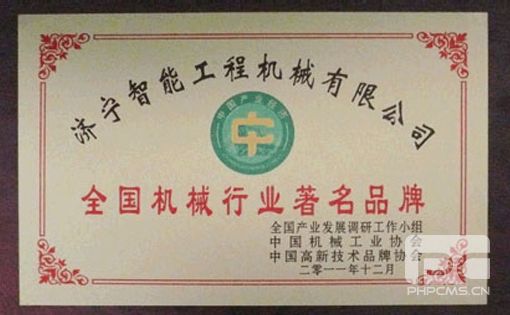 济宁智能工程机械有限公司
中国产业经济
全国机械行业著名品牌
全国产业发展调研工作小组
中国机械工业协会
中国高新技术品牌协会
二零一一年十二月
PHPCMS.CN